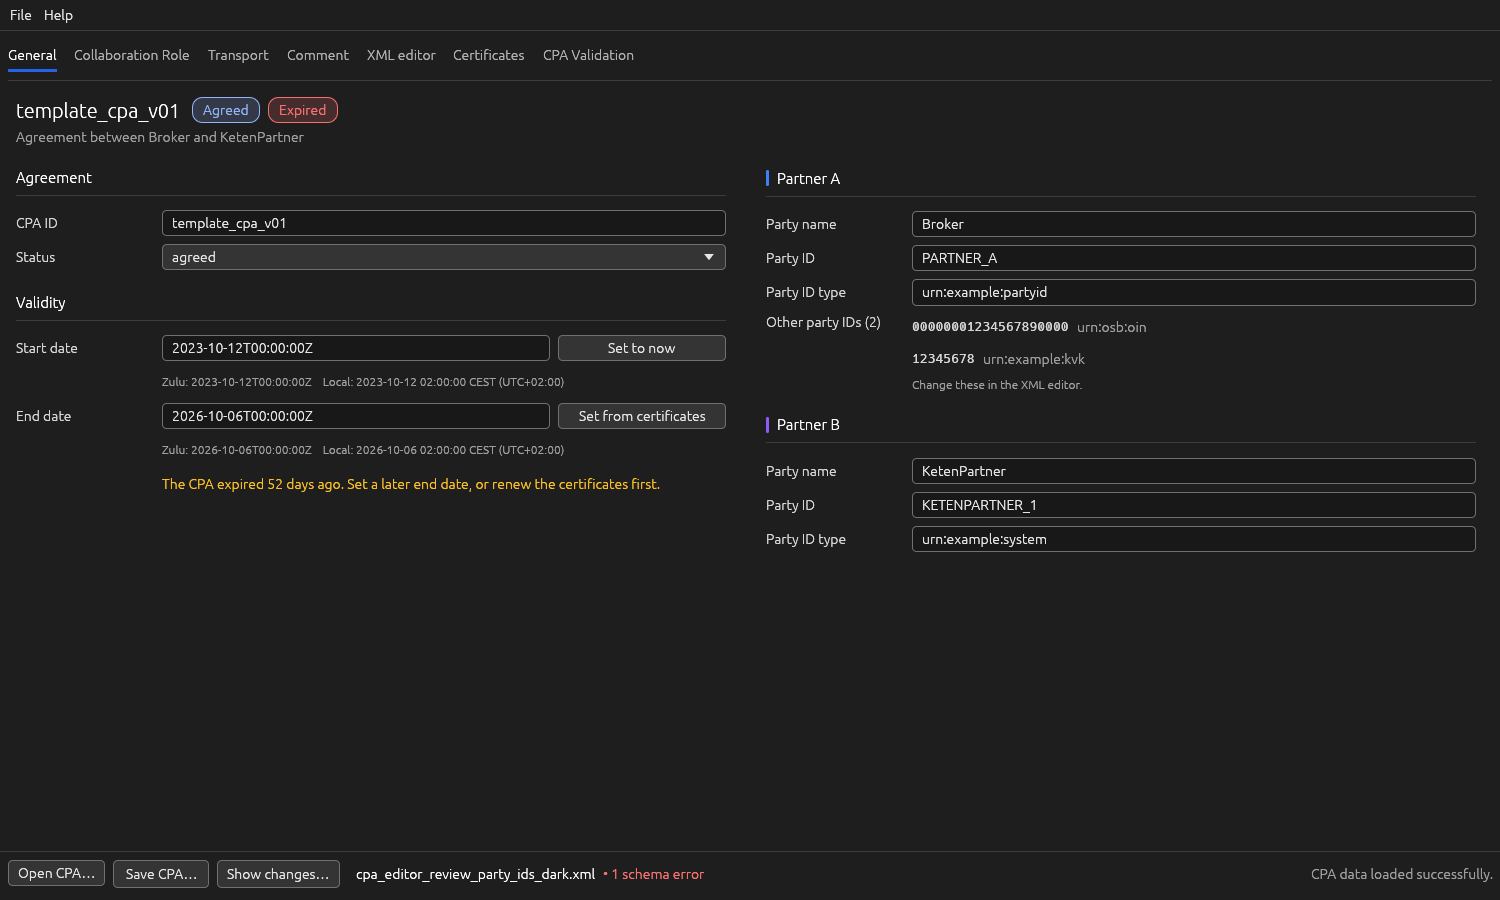 File Help
General Collaboration Role Transport Comment XML editor Certificates CPA Validation
template_cpa_v01 Agreed Expired
Agreement between Broker and KetenPartner
Agreement
CPA ID template_cpa_v01
Status agreed
Validity
Start date 2023-10-12T00:00:00Z Set to now
Zulu: 2023-10-12T00:00:00Z Local: 2023-10-12 02:00:00 CEST (UTC+02:00)
End date 2026-10-06T00:00:00Z Set from certificates
Zulu: 2026-10-06T00:00:00Z Local: 2026-10-06 02:00:00 CEST (UTC+02:00)
The CPA expired 52 days ago. Set a later end date, or renew the certificates first.
Partner A
Party name Broker
Party ID PARTNER_A
Party ID type urn:example:partyid
Other party IDs (2) 00000001234567890000 urn:osb:oin
12345678 urn:example:kvk
Change these in the XML editor.
Partner B
Party name KetenPartner
Party ID KETENPARTNER_1
Party ID type urn:example:system
Open CPA... Save CPA... Show changes... cpa_editor_review_party_ids_dark.xml • 1 schema error CPA data loaded successfully.